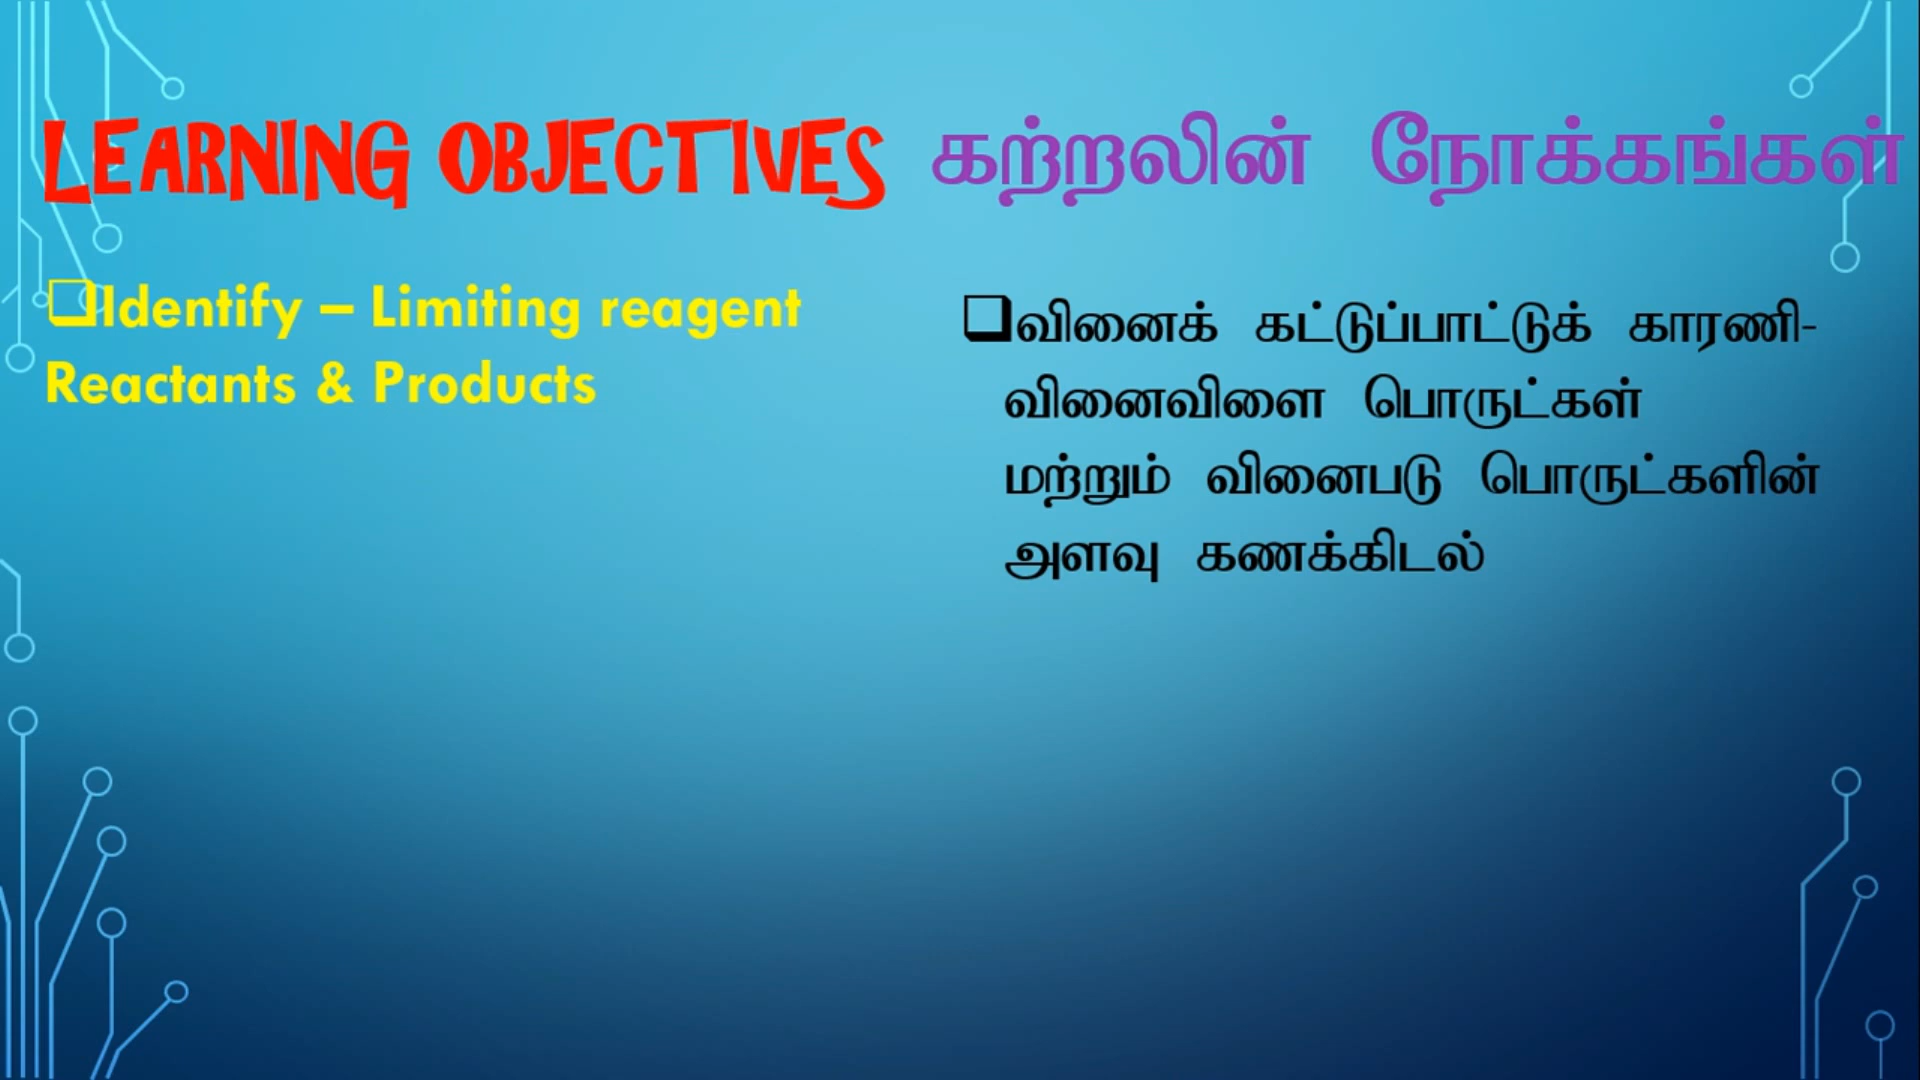 LEARNING OBJECTIVES
Identify – Limiting reagent
Reactants & Products
கற்றலின் நோக்கங்கள்
வினைக் கட்டுப்பாட்டுக் காரணி-
வினைவிளை பொருட்கள்
மற்றும் வினைபடு பொருட்களின்
அளவு கணக்கிடல்